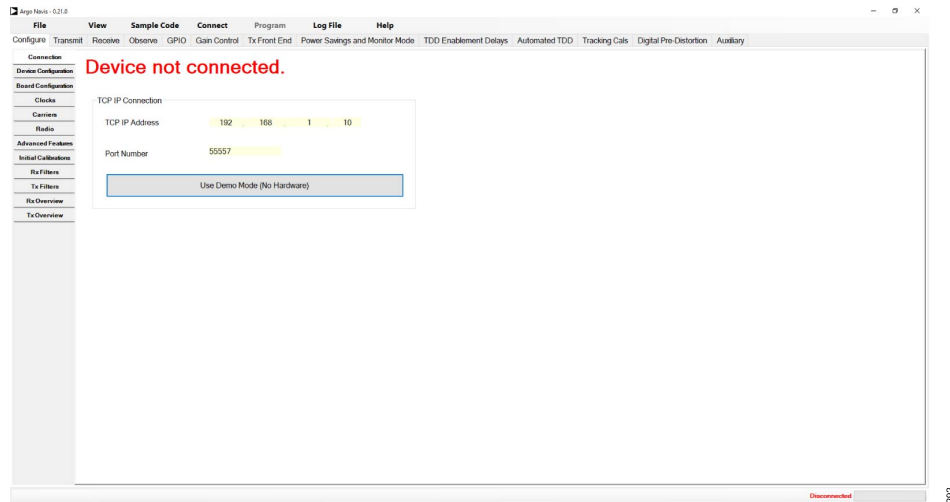 Argo Navis - 0.21.0
File View Sample Code Connect Program Log File Help
Configure Transmit Receive Observe GPIO Gain Control Tx Front End Power Savings and Monitor Mode TDD Enablement Delays Automated TDD Tracking Cals Digital Pre-Distortion Auxiliary
Connection
Device Configuration
Board Configuration
Clocks
Carriers
Radio
Advanced Features
Initial Calibrations
Rx Filters
Tx Filters
Rx Overview
Tx Overview
Device not connected.
TCP IP Connection
TCP IP Address 192 . 168 . 1 . 10
Port Number 55557
Use Demo Mode (No Hardware)
Disconnected